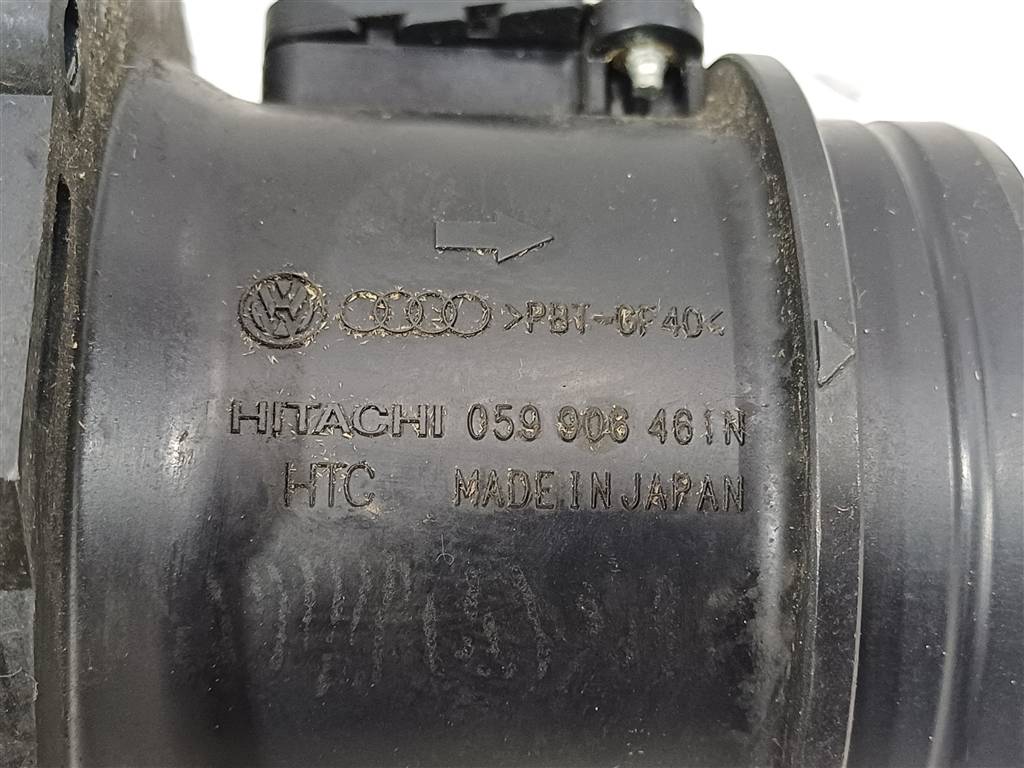 >PBT-GF40<
HITACHI 059 906 461N
HTC MADE IN JAPAN